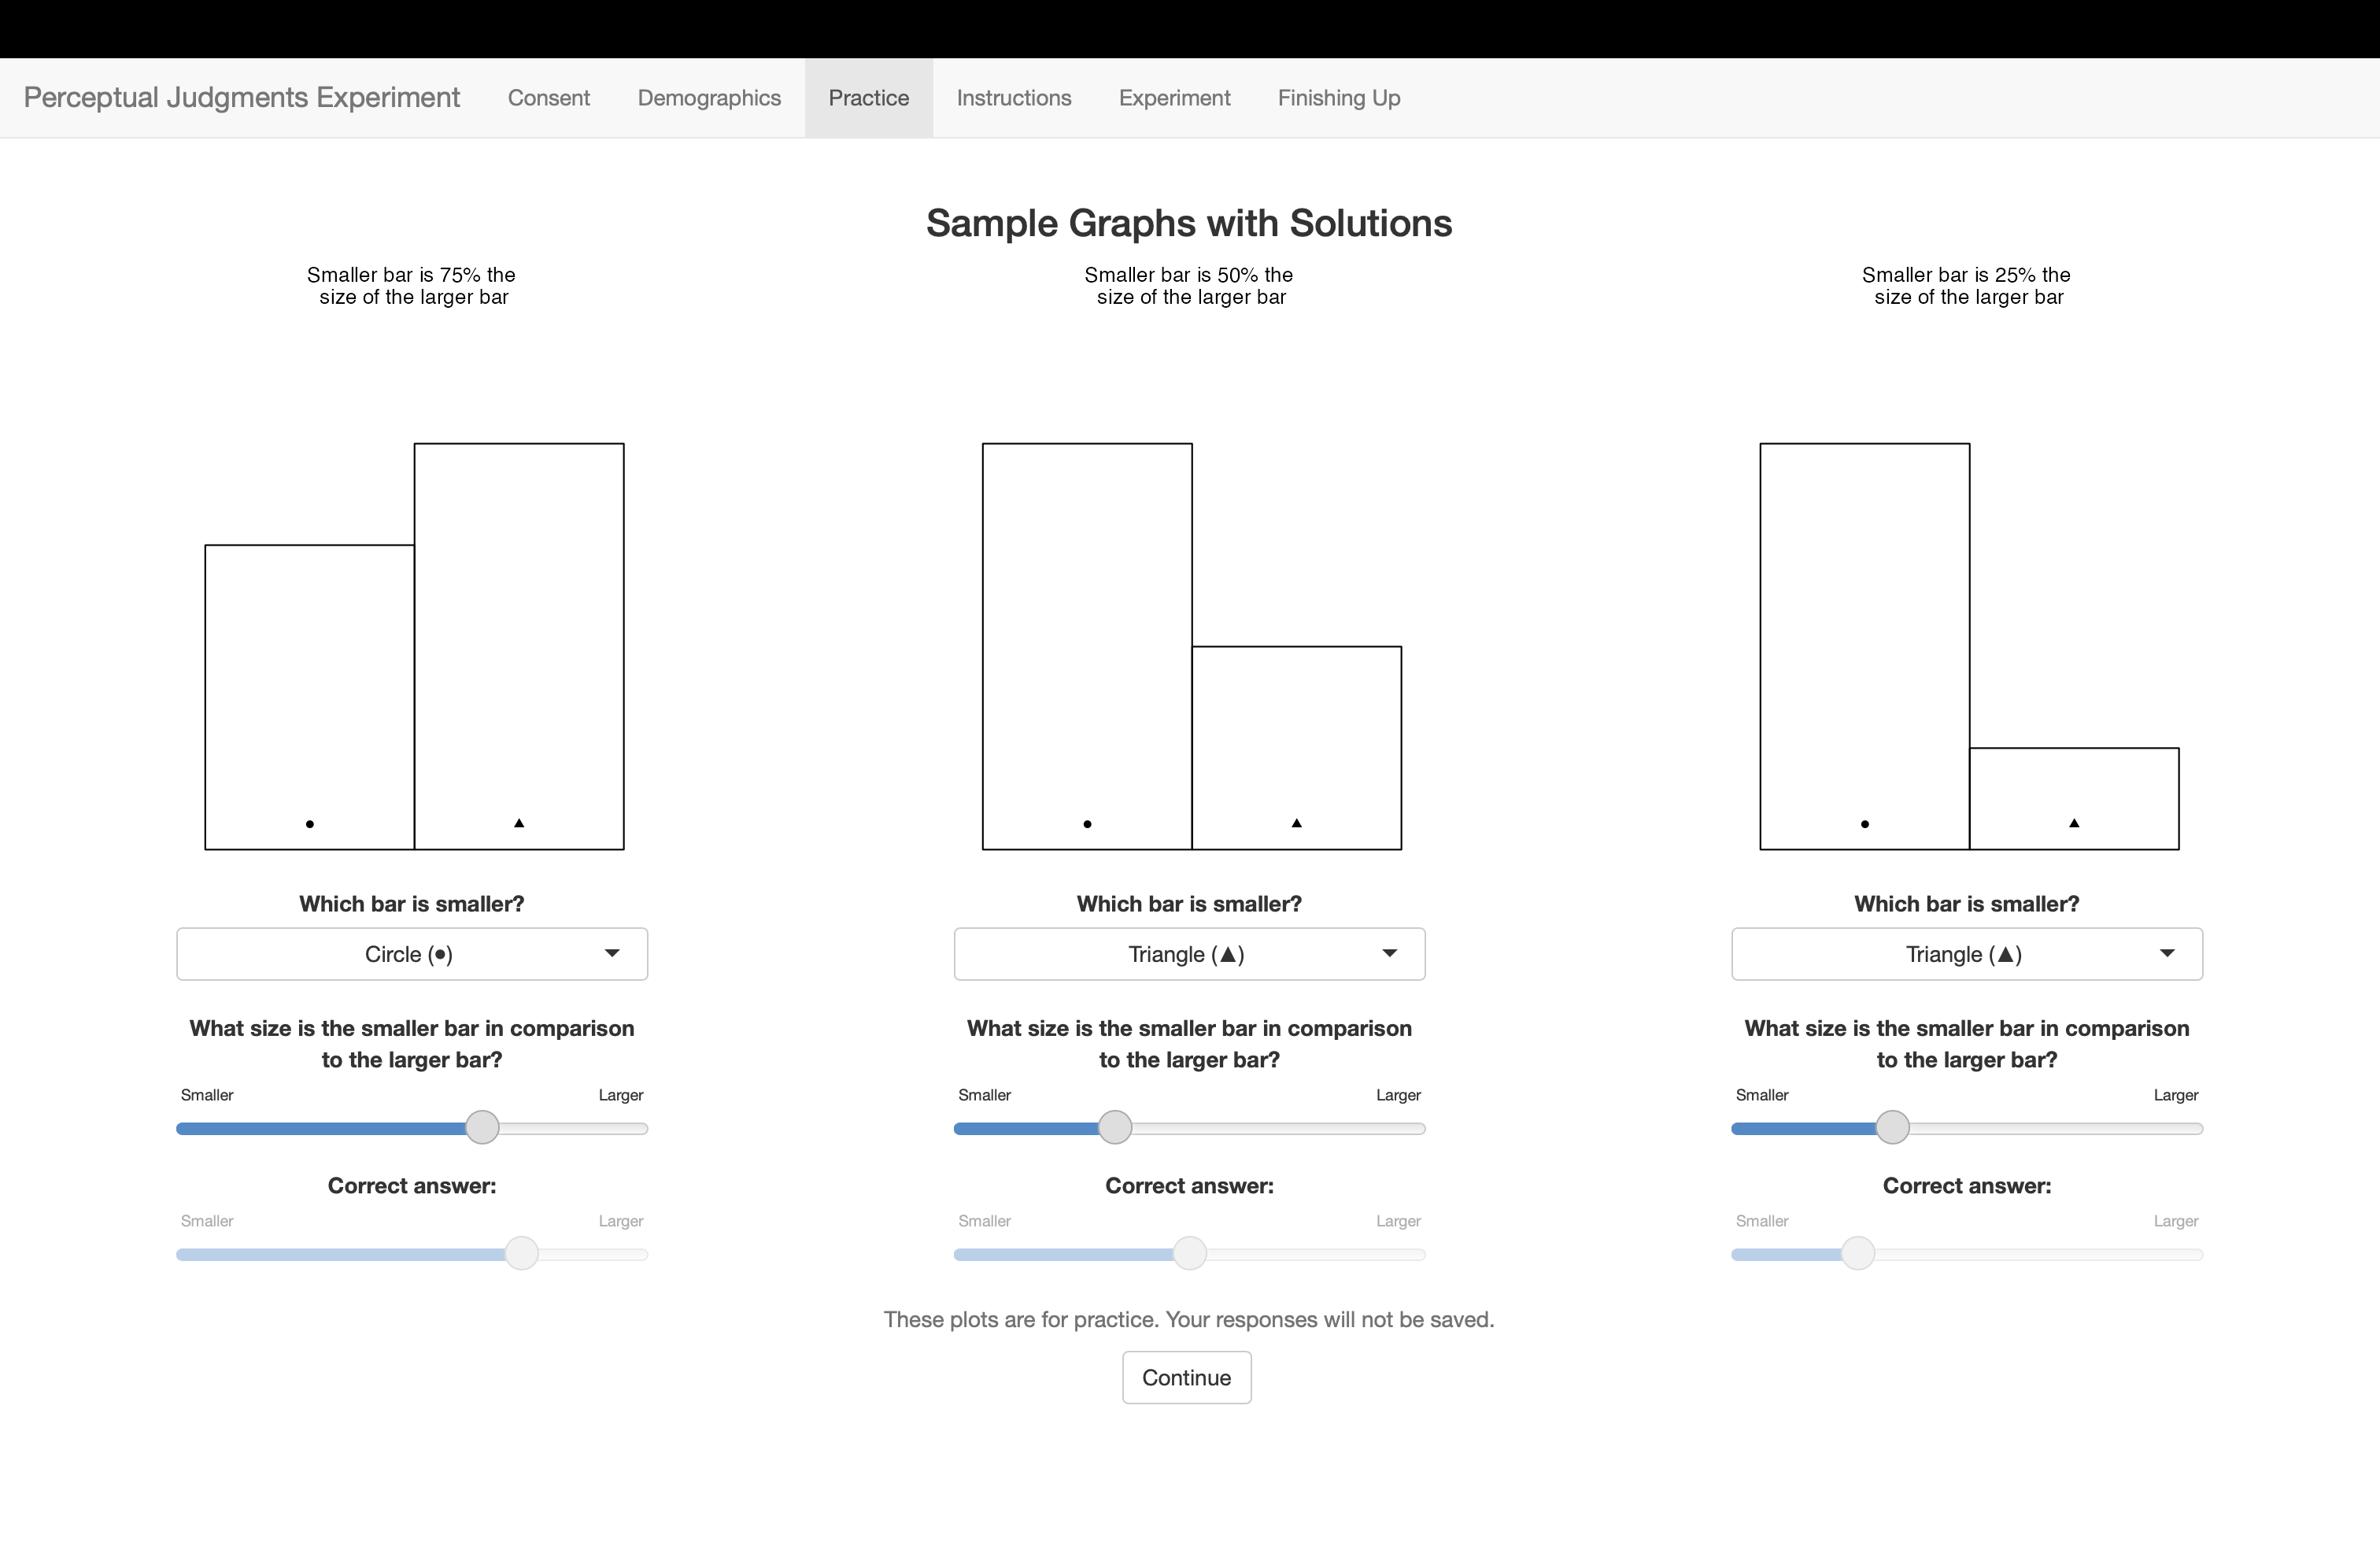 Perceptual Judgments Experiment Consent Demographics Practice Instructions Experiment Finishing Up
Sample Graphs with Solutions
Smaller bar is 75% the
size of the larger bar
Smaller bar is 50% the
size of the larger bar
Smaller bar is 25% the
size of the larger bar
Which bar is smaller?
Circle (●)
What size is the smaller bar in comparison
to the larger bar?
Smaller Larger
Correct answer:
Smaller Larger
Which bar is smaller?
Triangle (▲)
What size is the smaller bar in comparison
to the larger bar?
Smaller Larger
Correct answer:
Smaller Larger
Which bar is smaller?
Triangle (▲)
What size is the smaller bar in comparison
to the larger bar?
Smaller Larger
Correct answer:
Smaller Larger
These plots are for practice. Your responses will not be saved.
Continue